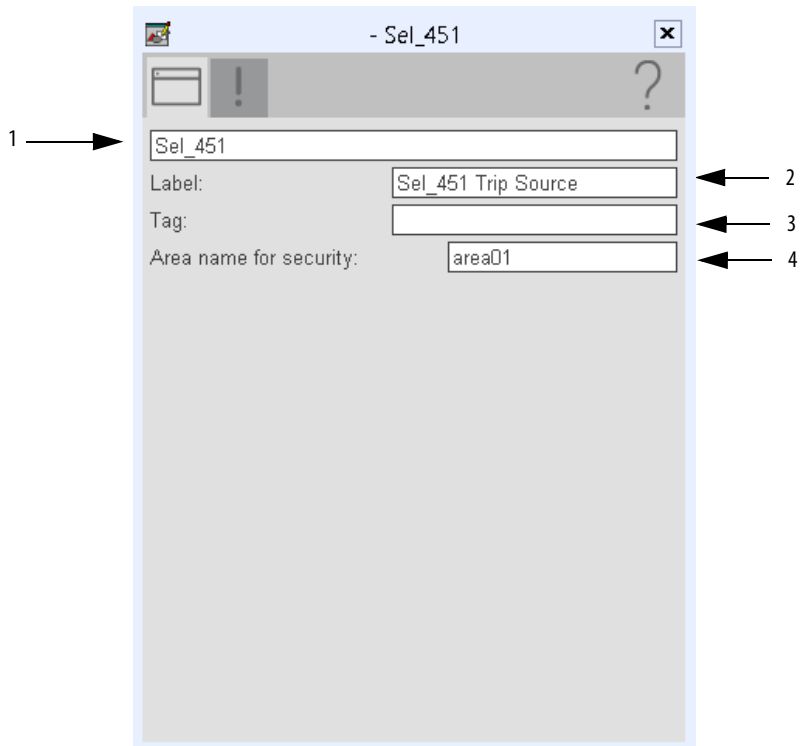 - Sel_451
!
?
1
Sel_451
Label: Sel_451 Trip Source 2
Tag: 3
Area name for security: area01 4